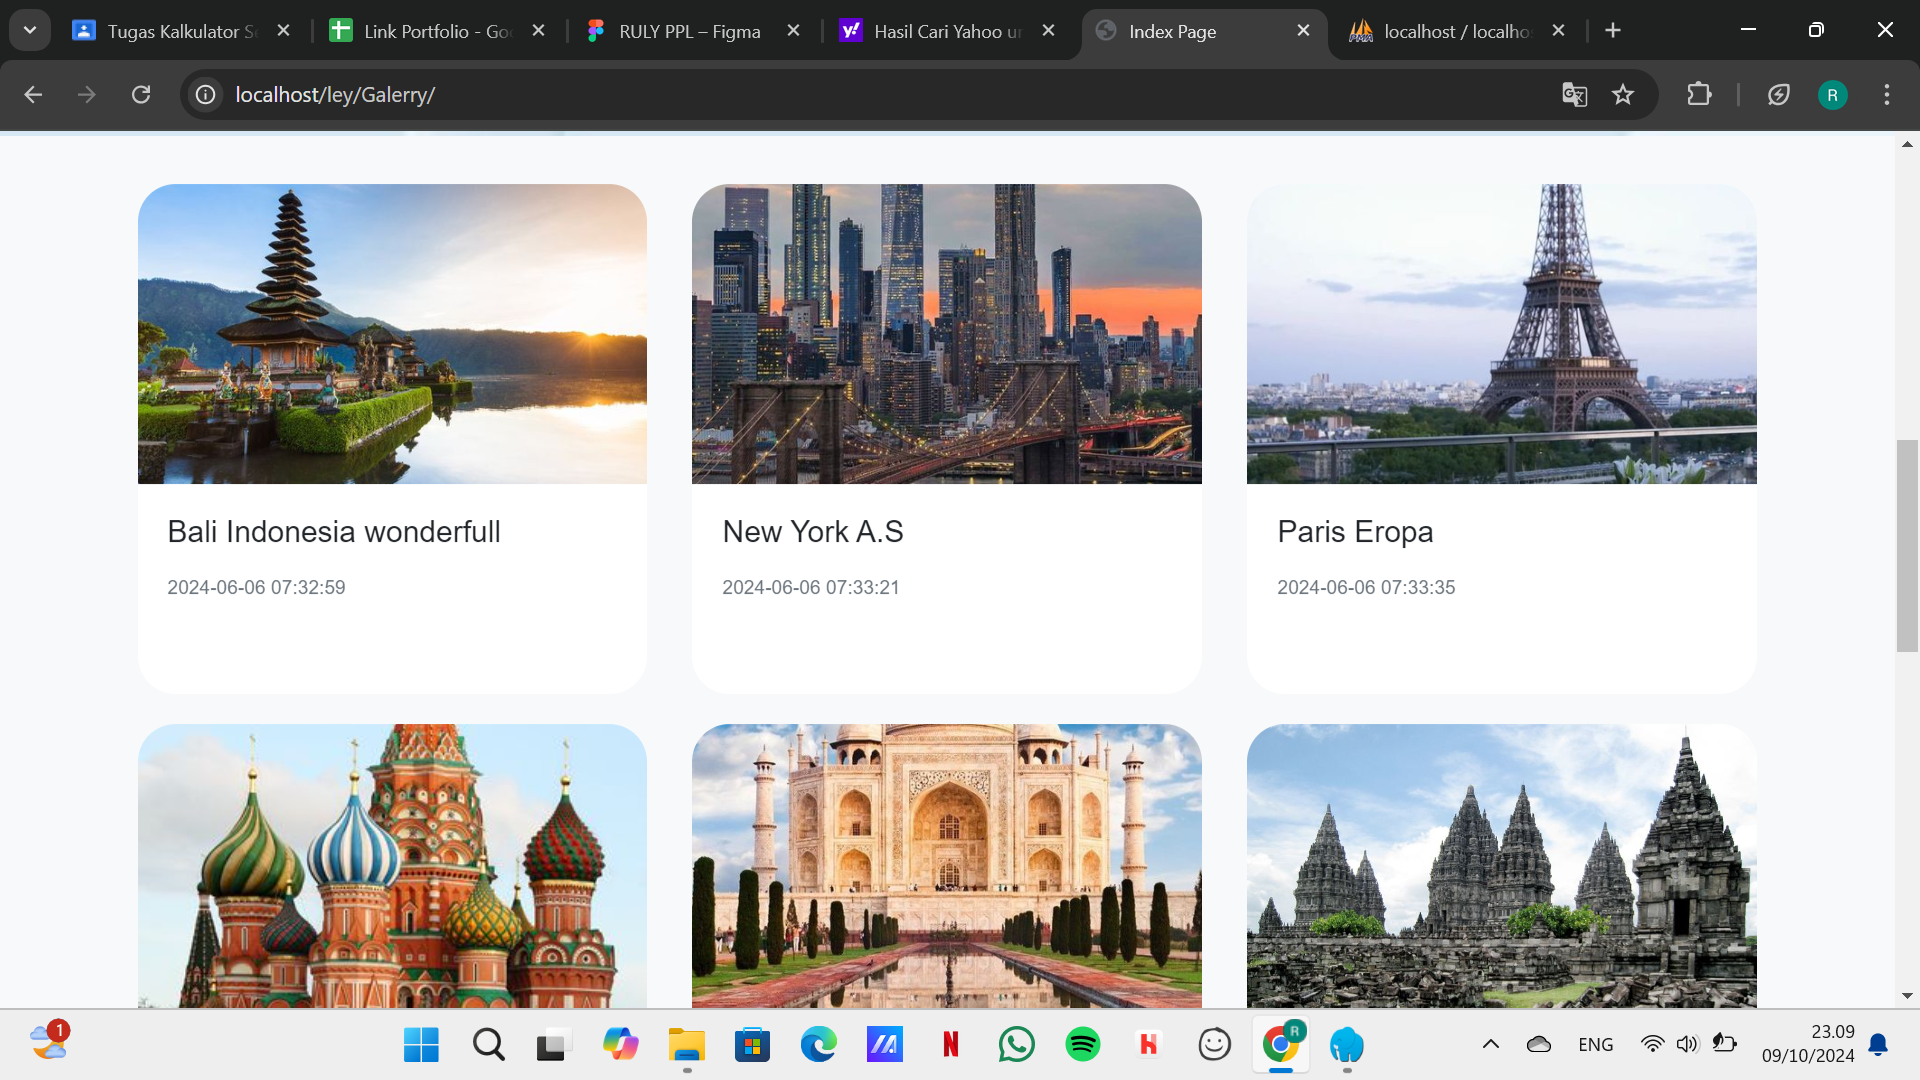 Tugas Kalkulator
Link Portfolio - Go
RULY PPL – Figma
Hasil Cari Yahoo
Index Page
localhost / localho
localhost/ley/Galerry/
R
Bali Indonesia wonderfull
New York A.S
Paris Eropa
2024-06-06 07:32:59
2024-06-06 07:33:21
2024-06-06 07:33:35
1
R
ENG
23.09
09/10/2024